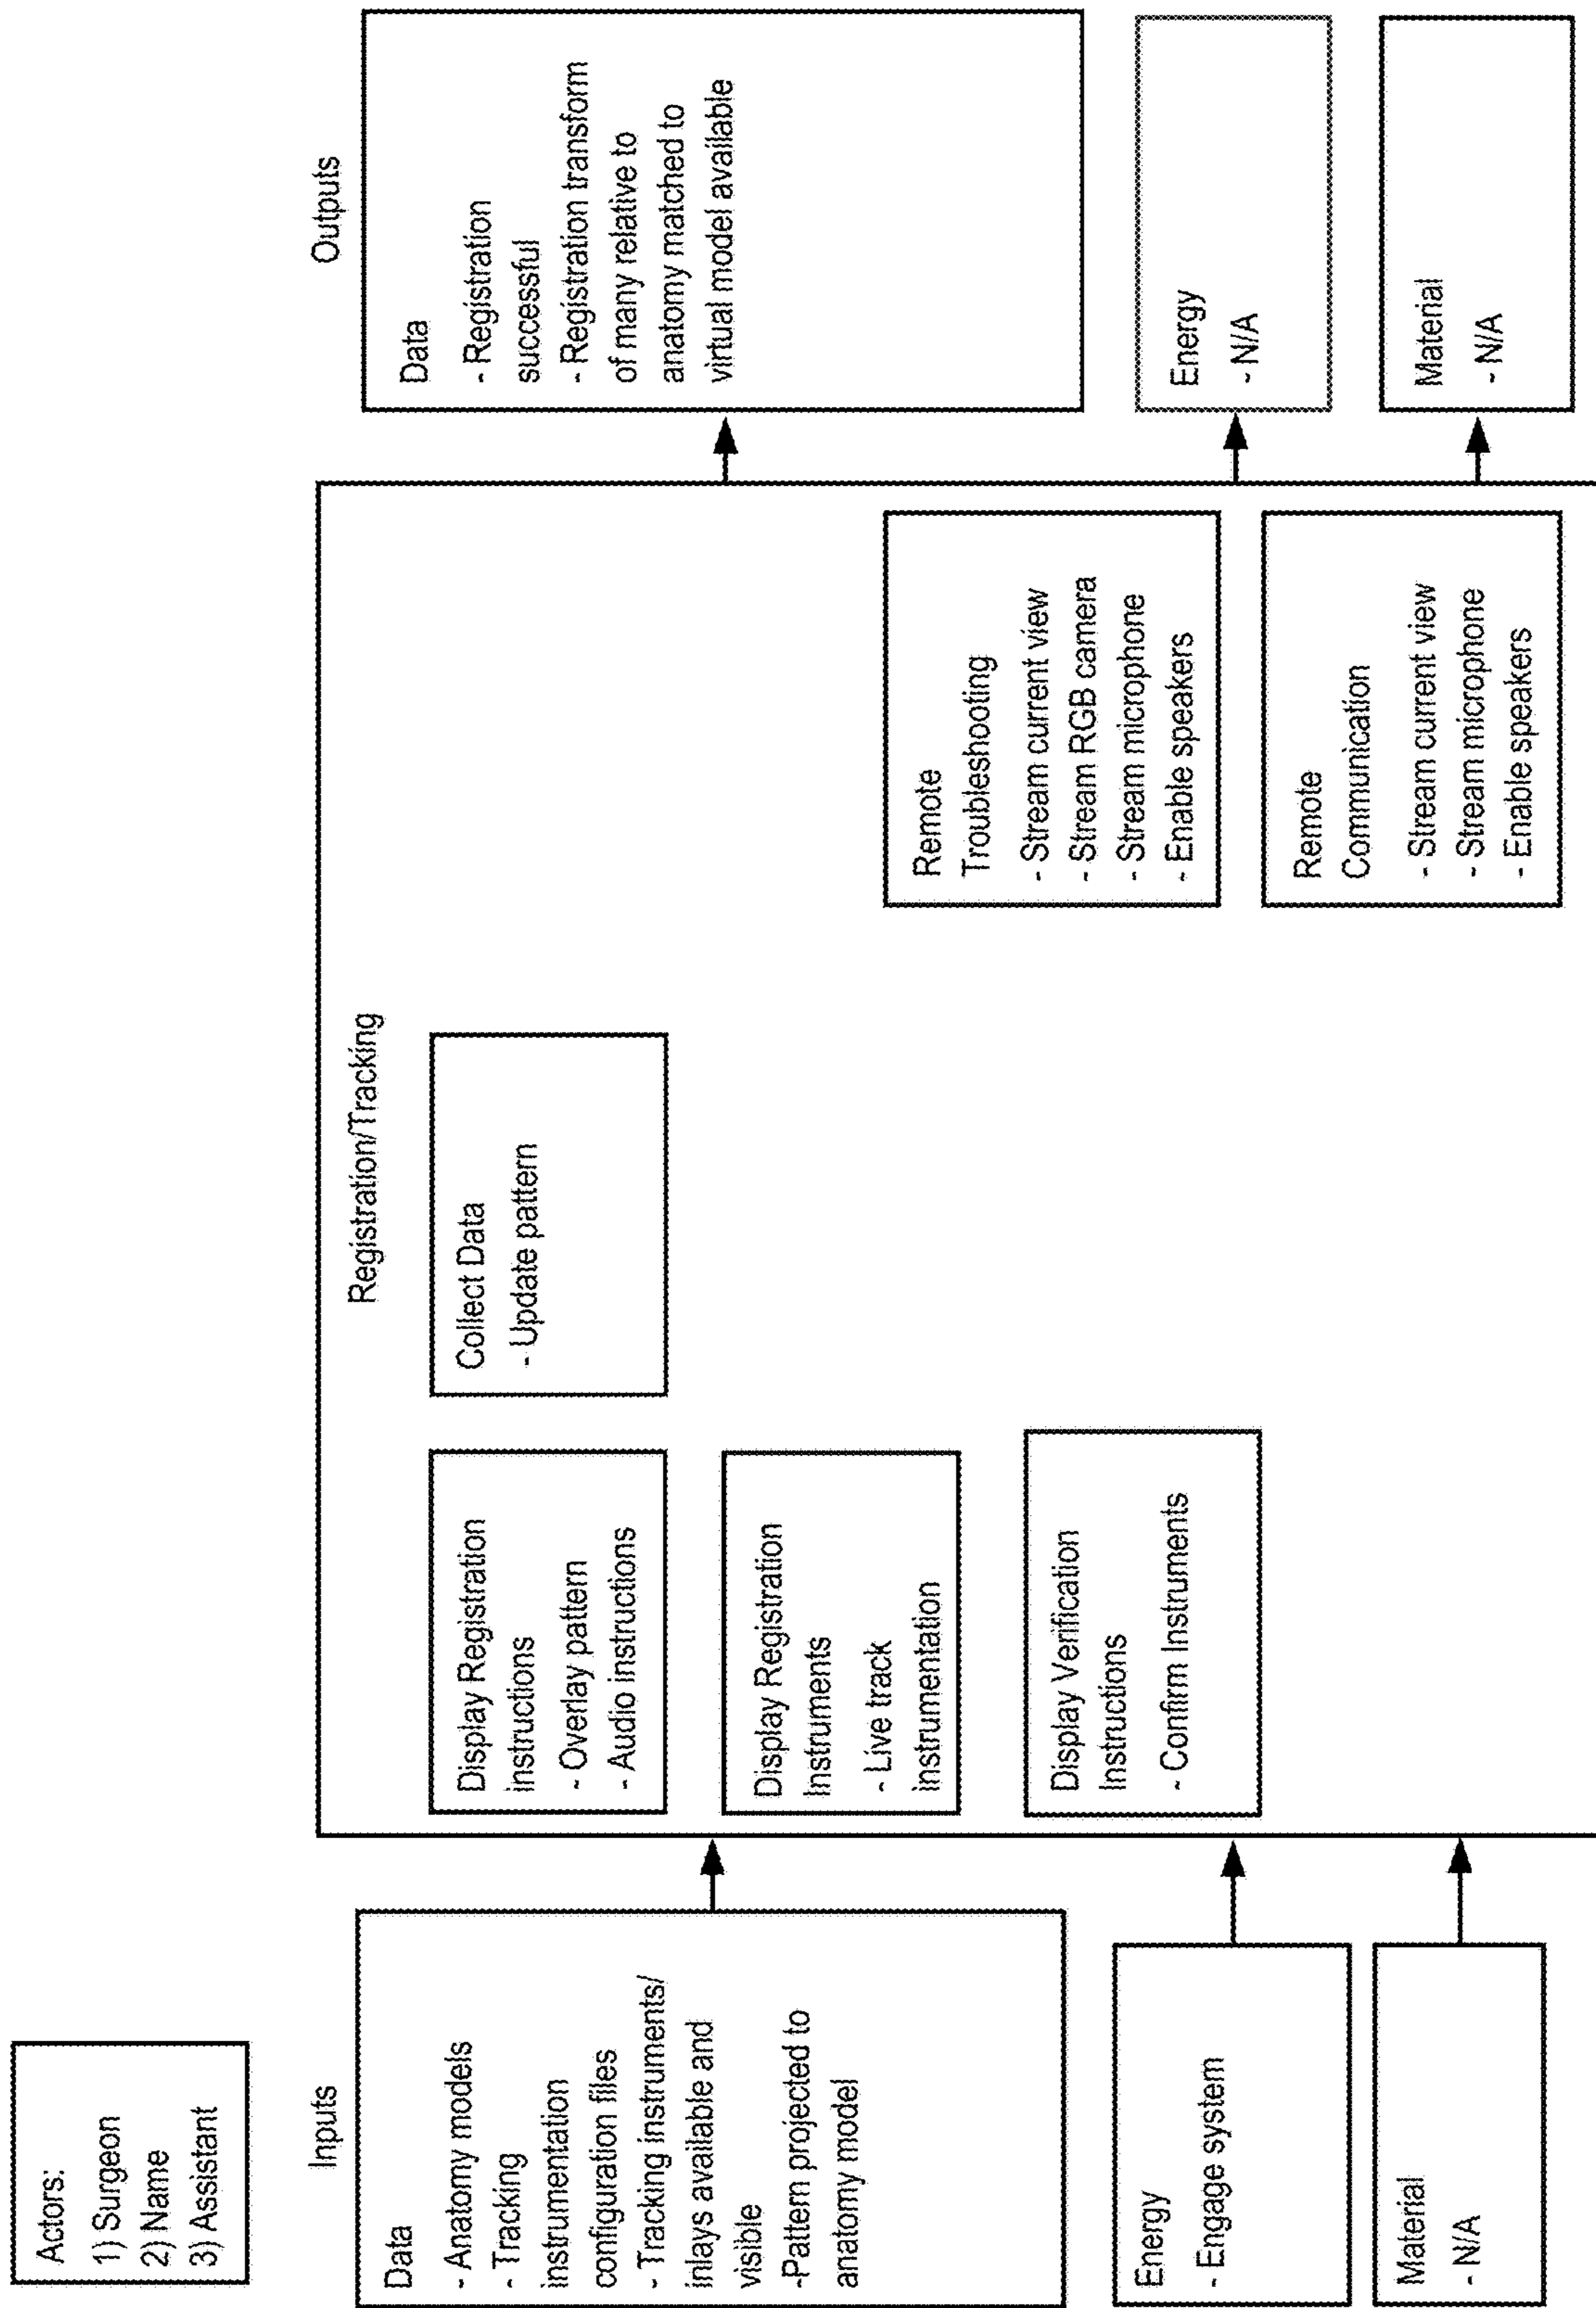 Actors:
1) Surgeon
2) Name
3) Assistant
Inputs
Data
- Anatomy models
- Tracking
instrumentation
configuration files
- Tracking instruments/
inlays available and
visible
-Pattern projected to
anatomy model
Energy
- Engage system
Material
- N/A
Registration/Tracking
Display Registration
instructions
- Overlay pattern
- Audio instructions
Collect Data
- Update pattern
Display Registration
Instruments
- Live track
instrumentation
Display Verification
Instructions
- Confirm Instruments
Remote
Troubleshooting
- Stream current view
- Stream RGB camera
- Stream microphone
- Enable speakers
Remote
Communication
- Stream current view
- Stream microphone
- Enable speakers
Outputs
Data
- Registration
successful
- Registration transform
of many relative to
anatomy matched to
virtual model available
Energy
- N/A
Material
- N/A